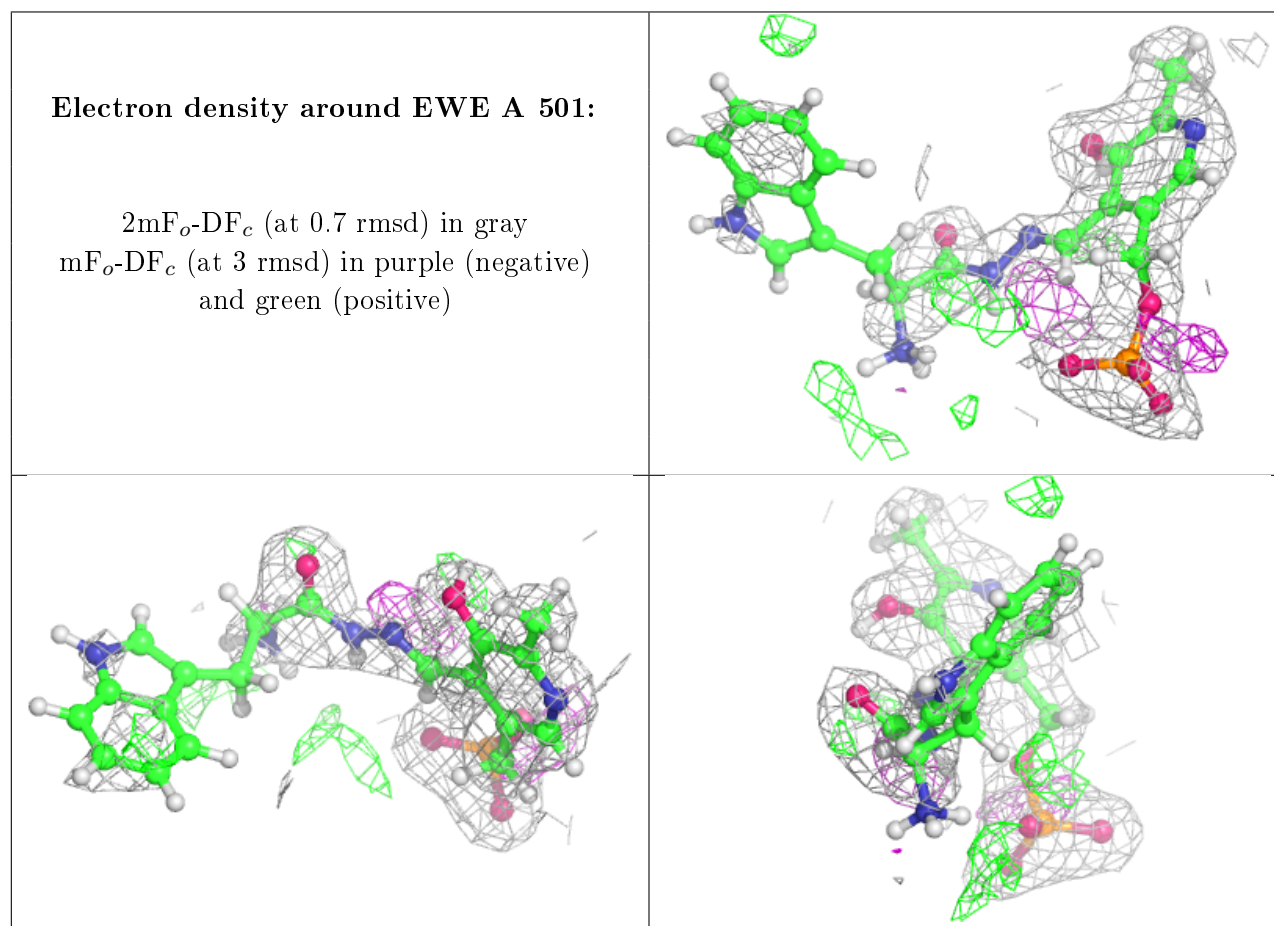 Electron density around EWE A 501:
2mFo-DFc (at 0.7 rmsd) in gray
mFo-DFc (at 3 rmsd) in purple (negative)
and green (positive)